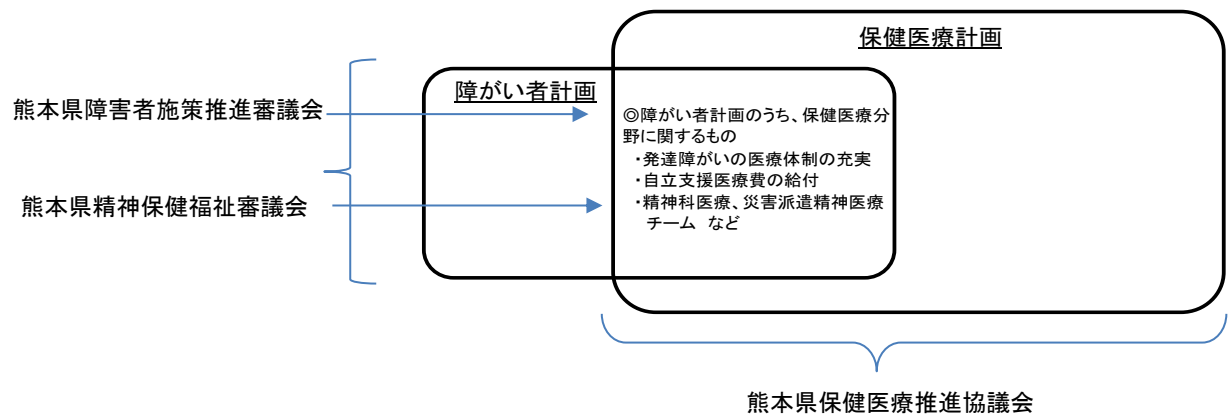 保健医療計画
障がい者計画
熊本県障害者施策推進審議会
◎障がい者計画のうち、保健医療分
野に関するもの
・発達障がいの医療体制の充実
・自立支援医療費の給付
・精神科医療、災害派遣精神医療
チーム など
熊本県精神保健福祉審議会
熊本県保健医療推進協議会